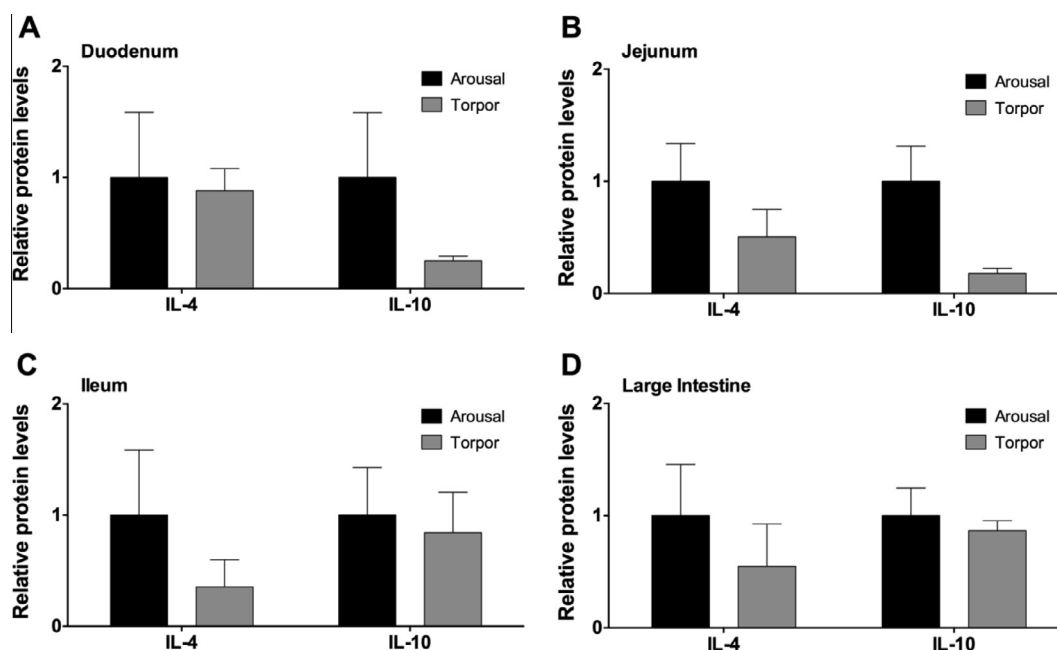 A
Duodenum
Relative protein levels
2
1
0
Arousal
Torpor
IL-4
IL-10
B
Jejunum
Relative protein levels
2
1
0
Arousal
Torpor
IL-4
IL-10
C
Ileum
Relative protein levels
2
1
0
Arousal
Torpor
IL-4
IL-10
D
Large Intestine
Relative protein levels
2
1
0
Arousal
Torpor
IL-4
IL-10